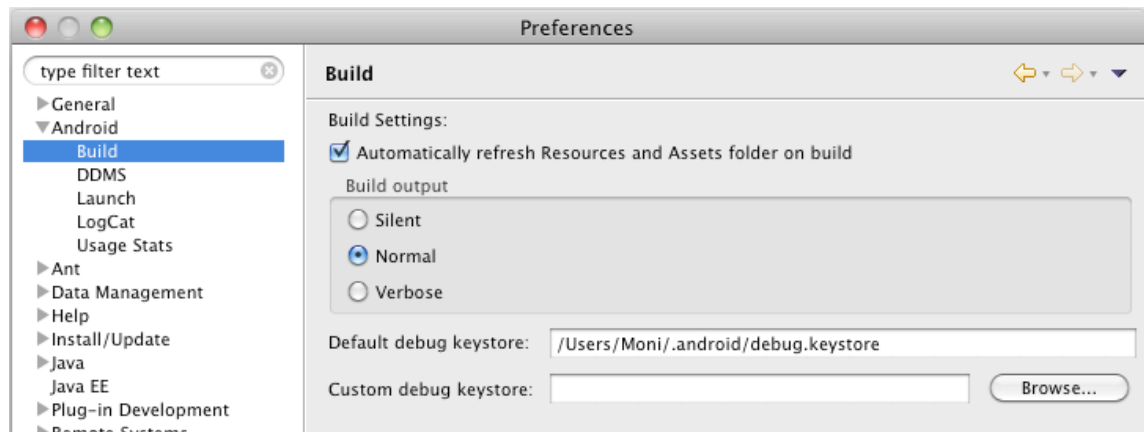 Preferences
type filter text
General
Android
Build
DDMS
Launch
LogCat
Usage Stats
Ant
Data Management
Help
Install/Update
Java
Java EE
Plug-in Development
Remote Systems
Build
Build Settings:
Automatically refresh Resources and Assets folder on build
Build output
Silent
Normal
Verbose
Default debug keystore: /Users/Moni/.android/debug.keystore
Custom debug keystore: Browse...